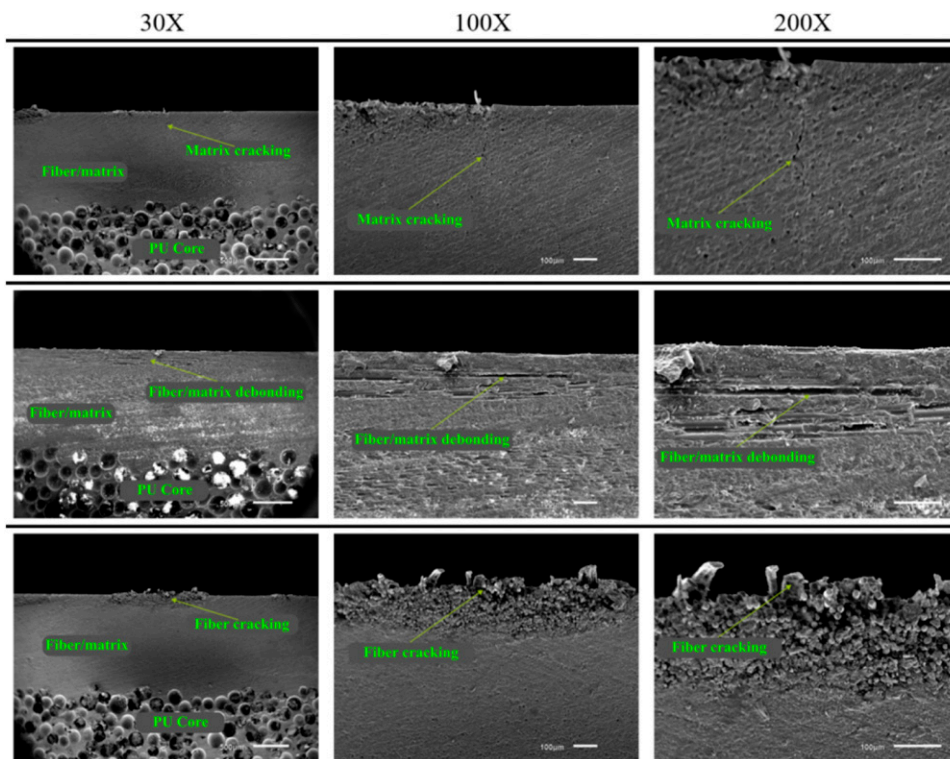 30X 100X 200X
Matrix cracking
Fiber/matrix
PU Core
500μm
Matrix cracking
100μm
Matrix cracking
100μm
Fiber/matrix debonding
Fiber/matrix
PU Core
Fiber/matrix debonding
Fiber/matrix debonding
Fiber cracking
Fiber/matrix
PU Core
500μm
Fiber cracking
100μm
Fiber cracking
100μm